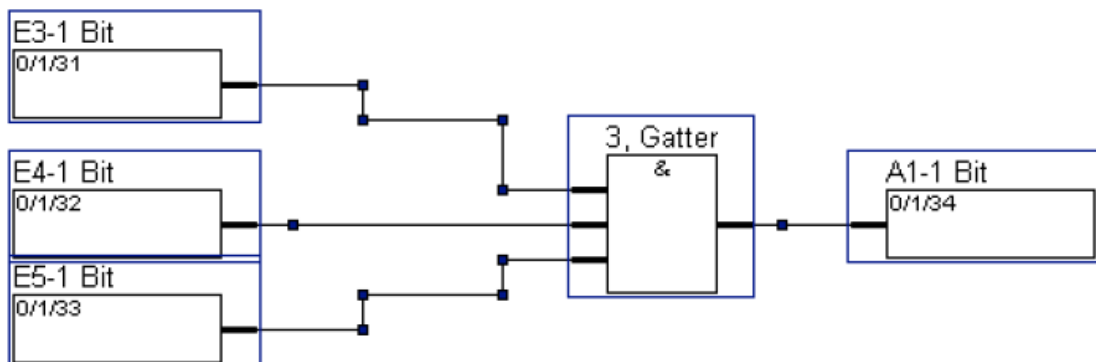 E3-1 Bit
0/1/31
E4-1 Bit
0/1/32
E5-1 Bit
0/1/33
3, Gatter
&
A1-1 Bit
0/1/34